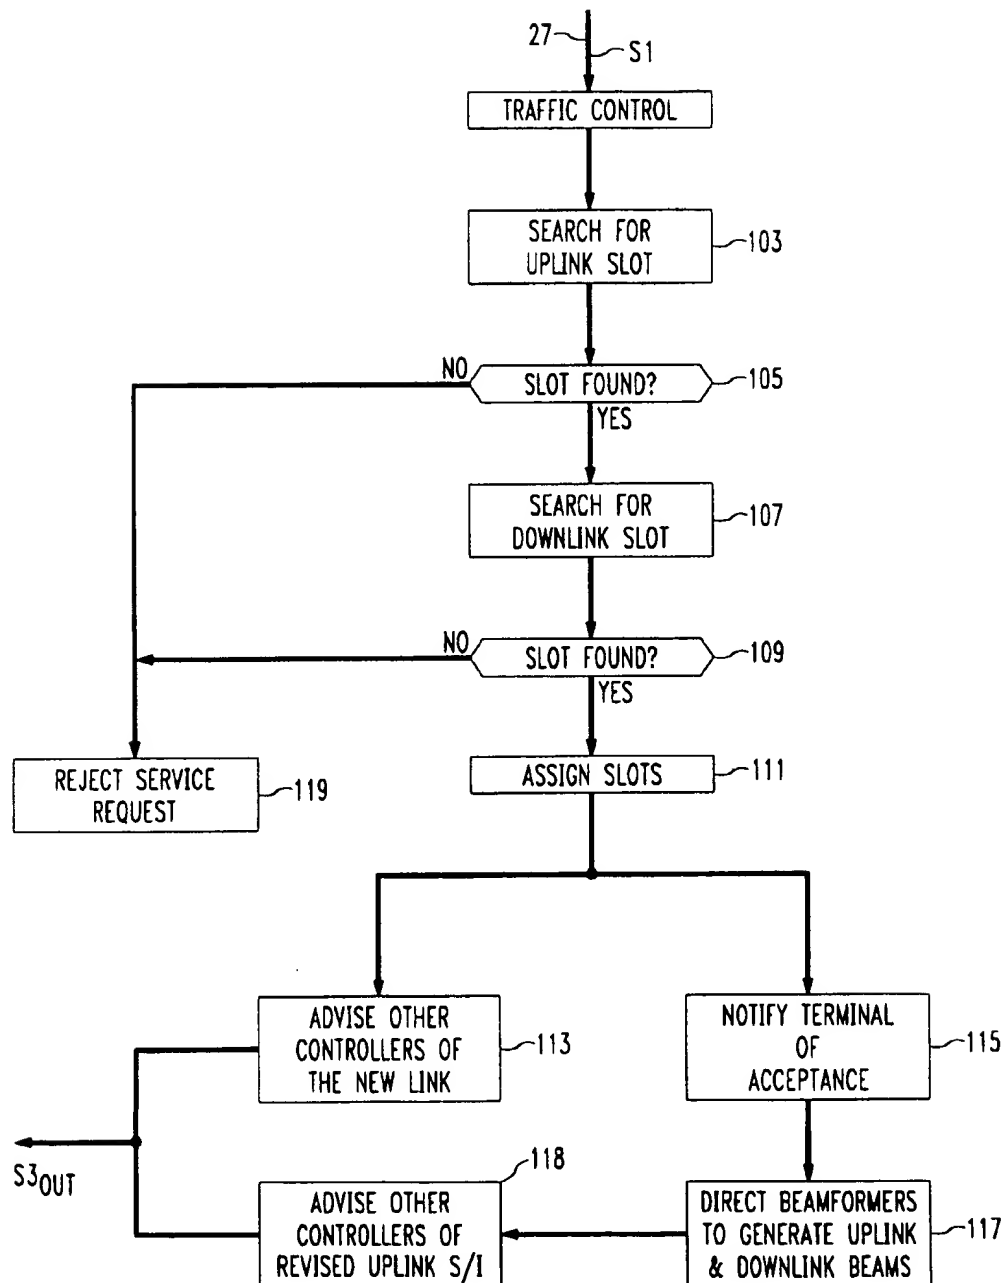 27
S1
TRAFFIC CONTROL
SEARCH FOR
UPLINK SLOT
103
NO
SLOT FOUND?
105
YES
SEARCH FOR
DOWNLINK SLOT
107
NO
SLOT FOUND?
109
YES
REJECT SERVICE
REQUEST
119
ASSIGN SLOTS
111
ADVISE OTHER
CONTROLLERS OF
THE NEW LINK
113
NOTIFY TERMINAL
OF
ACCEPTANCE
115
S3OUT
118
ADVISE OTHER
CONTROLLERS OF
REVISED UPLINK S/I
DIRECT BEAMFORMERS
TO GENERATE UPLINK
& DOWNLINK BEAMS
117